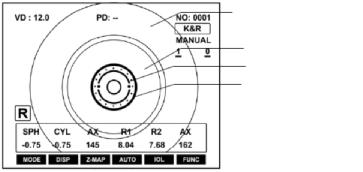 VD : 12.0 PD: -- NO: 0001
K&R
MANUAL
1 0
R
SPH CYL AX R1 R2 AX
-0.75 -0.75 145 8.04 7.68 162
MODE DISP Z-MAP AUTO IOL FUNC